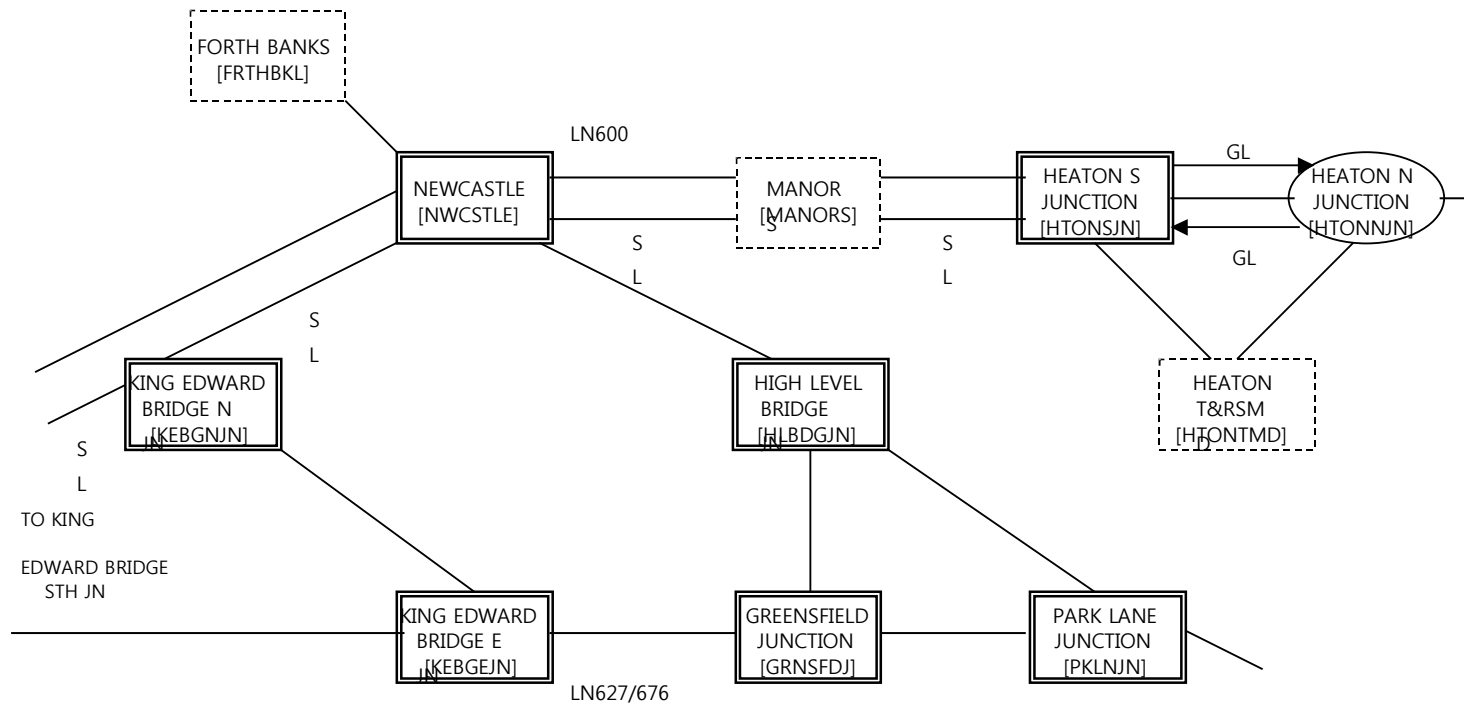 FORTH BANKS
[FRTHBKL]
LN600
NEWCASTLE
[NWCSTLE]
MANOR
[MANORS]
S
HEATON S
JUNCTION
[HTONSJN]
GL
HEATON N
JUNCTION
[HTONNJN]
GL
S
L
S
L
S
L
KING EDWARD
BRIDGE N
[KEBGNJN]
JN
HIGH LEVEL
BRIDGE
[HLBDGJN]
JN
HEATON
T&RSM
[HTONTMD]
D
S
L
TO KING
EDWARD BRIDGE
STH JN
KING EDWARD
BRIDGE E
[KEBGEJN]
JN
GREENSFIELD
JUNCTION
[GRNSFDJ]
PARK LANE
JUNCTION
[PKLNJN]
LN627/676